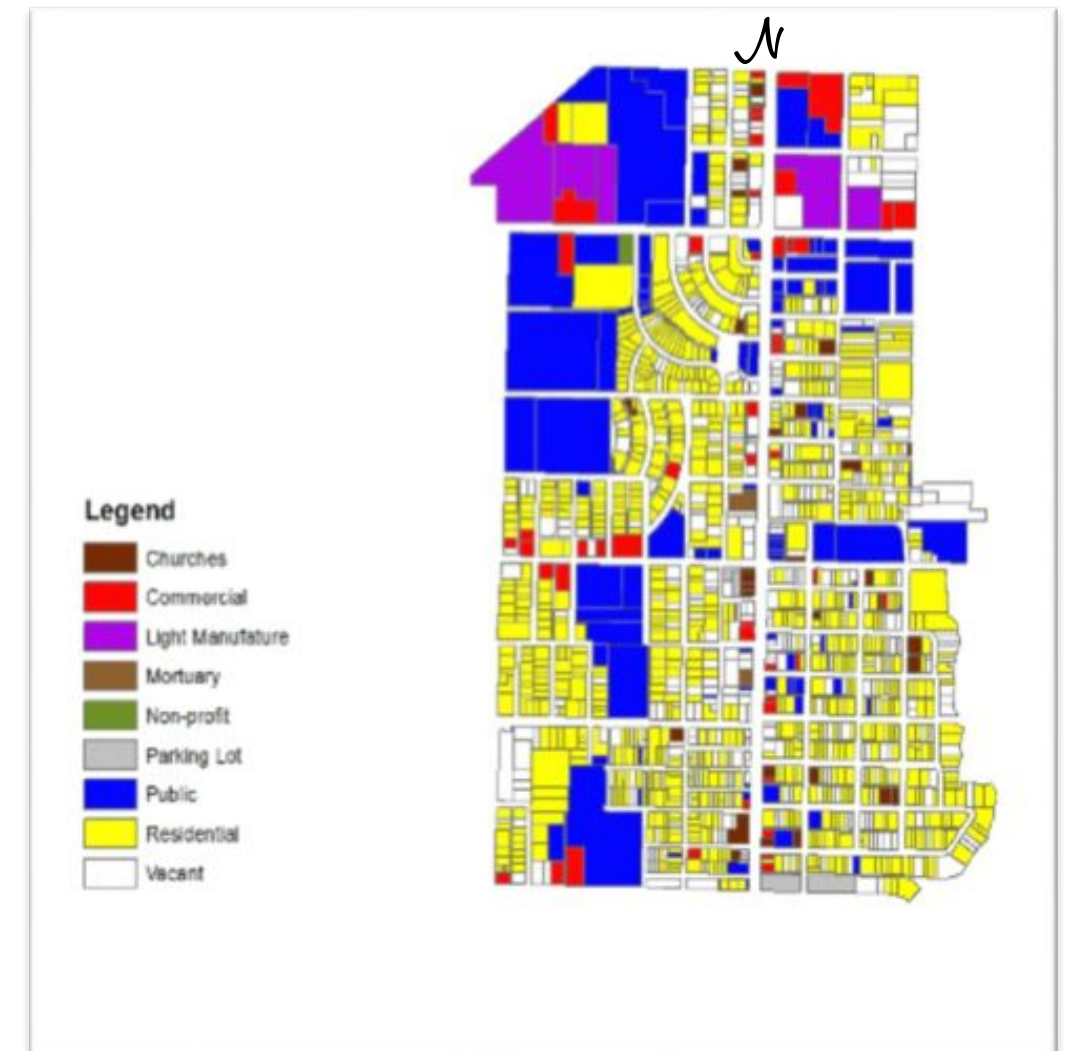 N
Legend
Churches
Commercial
Light Manufature
Mortuary
Non-profit
Parking Lot
Public
Residential
Vacant